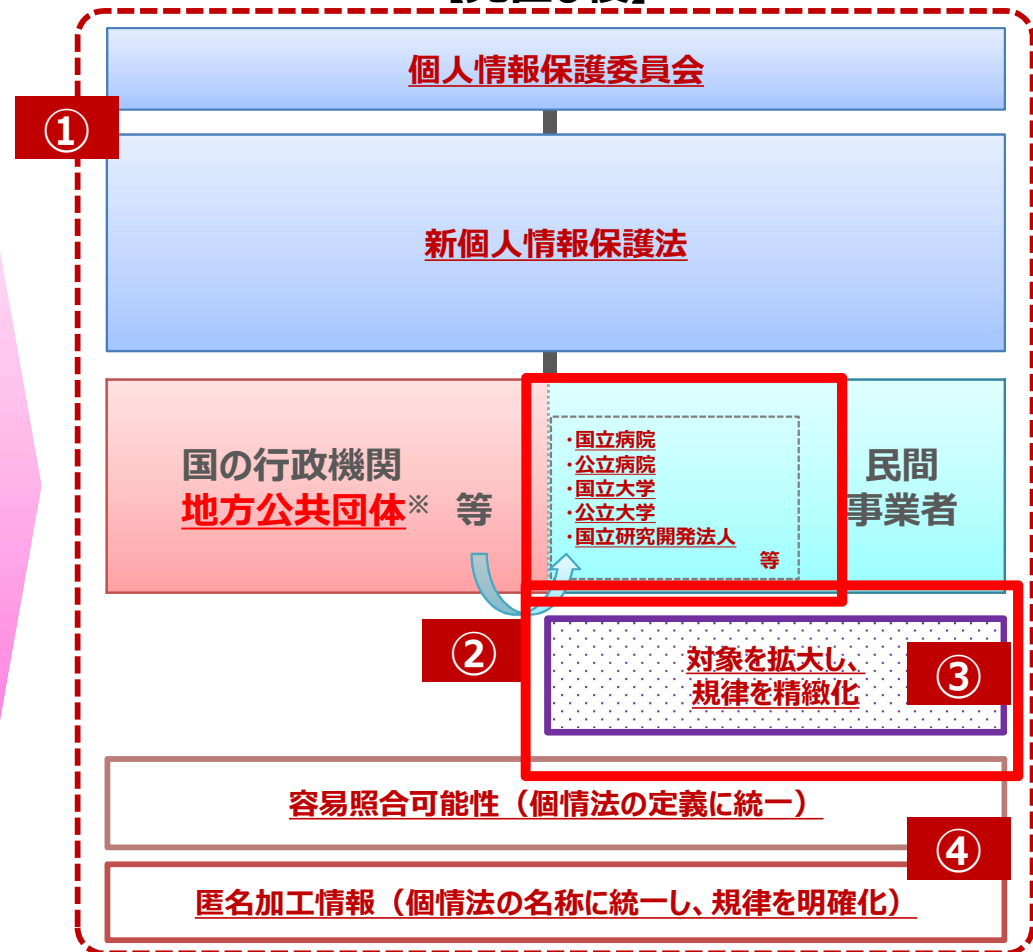 【見直し後】
個人情報保護委員会
①
新個人情報保護法
国の行政機関
地方公共団体※ 等
・国立病院
・公立病院
・国立大学
・公立大学
・国立研究開発法人
等
民間
事業者
②
対象を拡大し、
規律を精緻化
③
容易照合可能性（個情法の定義に統一）
④
匿名加工情報（個情法の名称に統一し、規律を明確化）